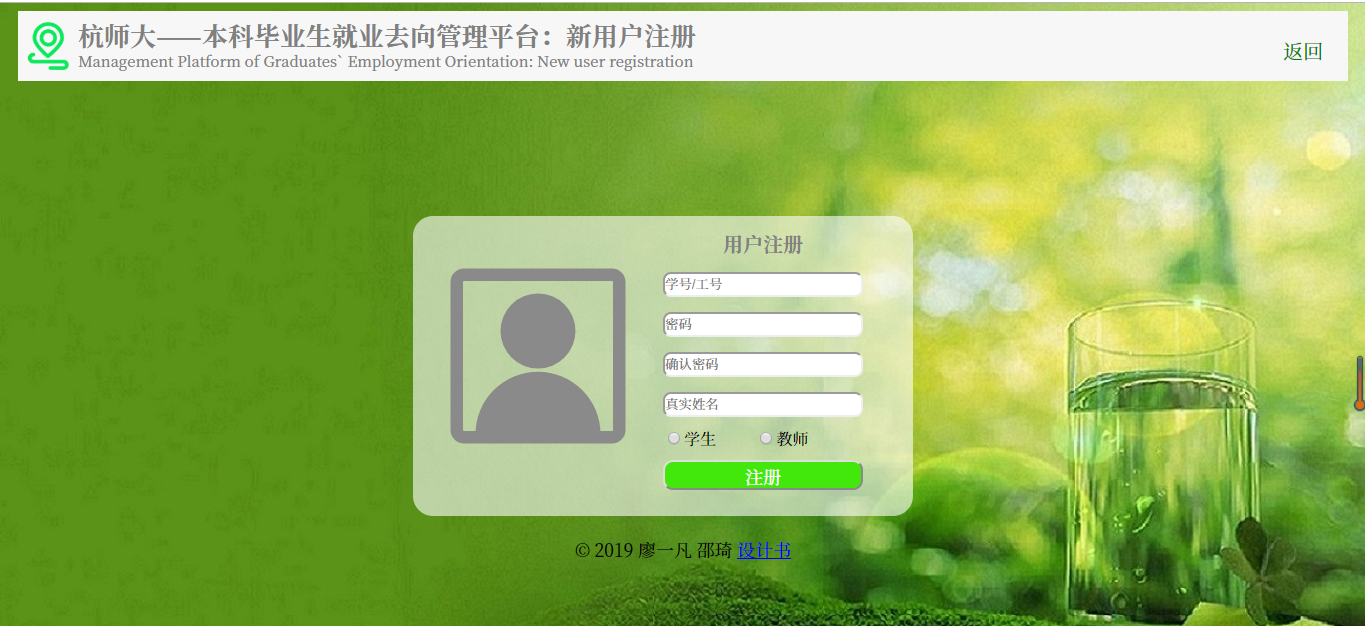 杭师大——本科毕业生就业去向管理平台：新用户注册
Management Platform of Graduates` Employment Orientation: New user registration
返回
用户注册
学号/工号
密码
确认密码
真实姓名
学生 教师
注册
© 2019 廖一凡 邵琦 设计书